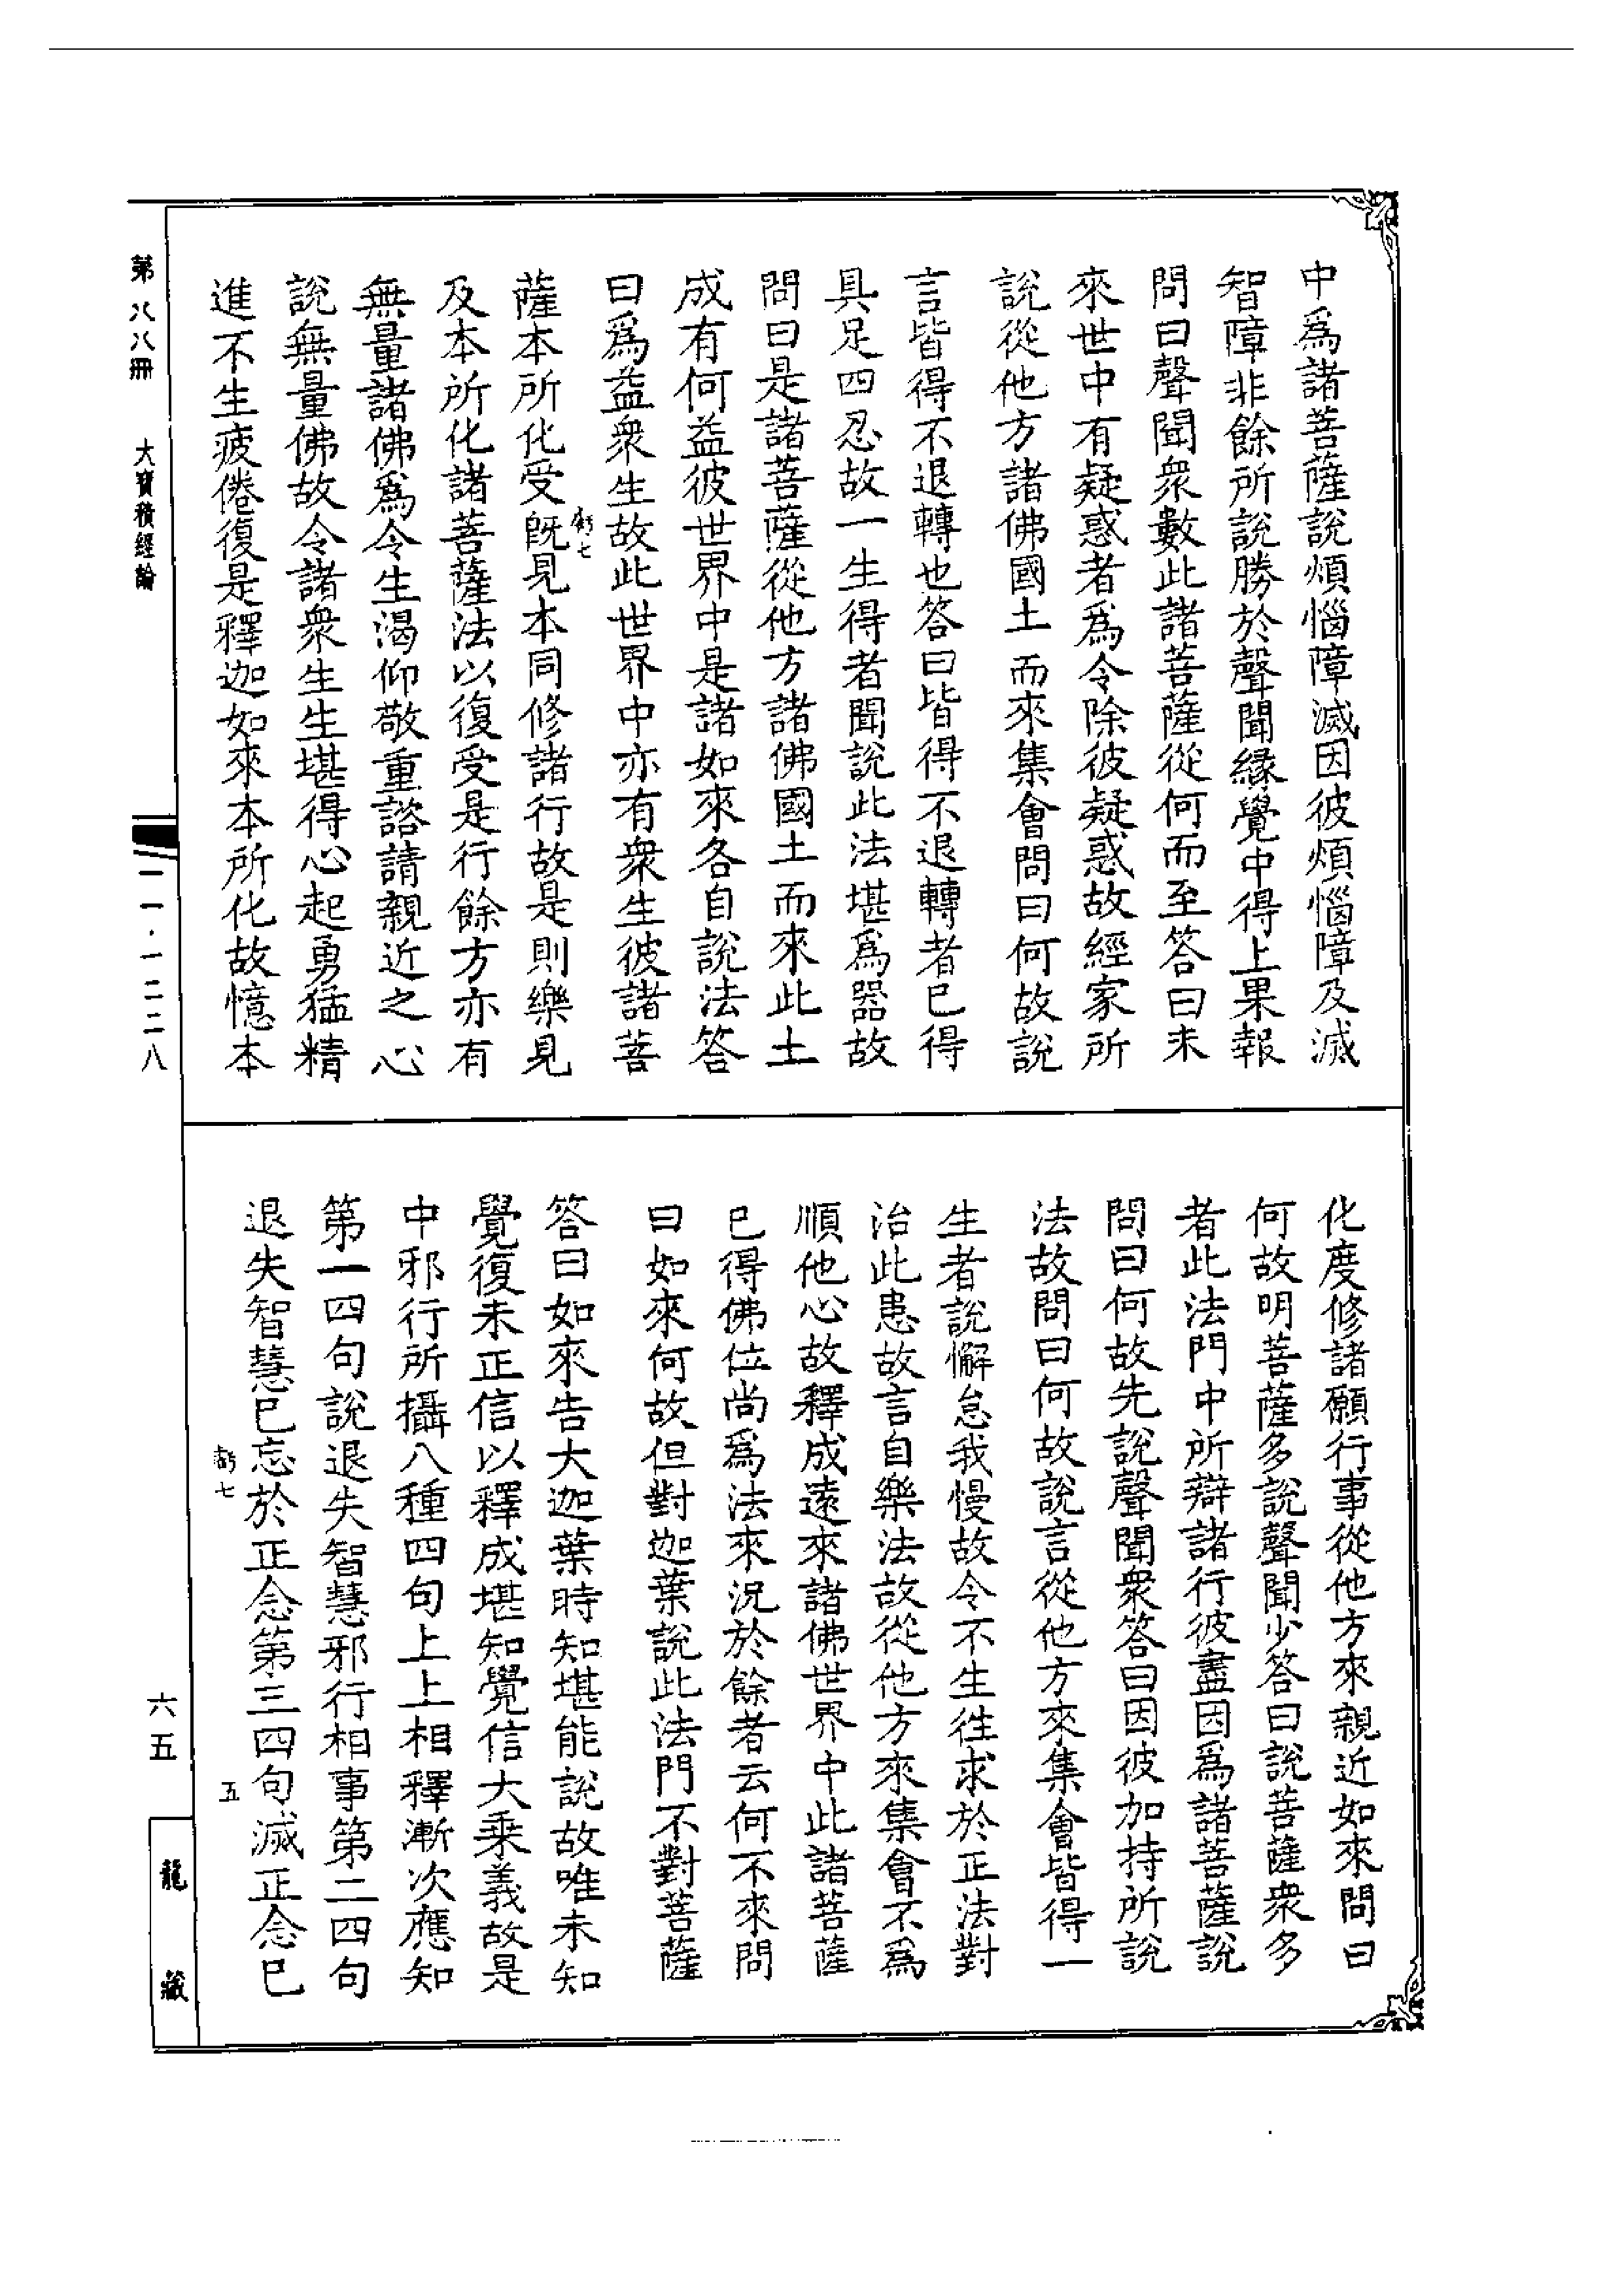 中爲諸菩薩說煩惱障滅因彼煩惱障及滅
智障非餘所說勝於聲聞緣覺中得上果報
問曰聲聞衆數此諸菩薩從何而至答曰未
來世中有疑惑者爲令除彼疑惑故經家所
說從他方諸佛國土而來集會問曰何故說
言皆得不退轉也答曰皆得不退轉者已得
具足四忍故一生得者聞說此法堪爲器故
問曰是諸菩薩從他方諸佛國土而來此土
成有何益彼世界中是諸如來各自說法答
曰爲益衆生故此世界中亦有衆生彼諸菩
薩本所化受既見本同修諸行故是則樂見
及本所化諸菩薩法以復受是行餘方亦有
無量諸佛爲令生渴仰敬重諮請親近之心
說無量佛故令諸衆生生堪得心起勇猛精
進不生疲倦復是釋迦如來本所化故憶本
化度修諸願行事從他方來親近如來問曰
何故明菩薩多說聲聞少答曰說菩薩衆多
者此法門中所辯諸行彼盡因爲諸菩薩說
問曰何故先說聲聞衆答曰因彼加持所說
法故問曰何故說言從他方來集會皆得一
生者說懈怠我慢故令不生往求於正法對
治此患故言自樂法故從他方來集會不爲
順他心故釋成遠來諸佛世界中此諸菩薩
已得佛位尚爲法來況於餘者云何不來問
曰如來何故但對迦葉說此法門不對菩薩
答曰如來告大迦葉時知堪能說故唯未知
覺復未正信以釋成堪知覺信大乘義故是
中邪行所攝八種四句上上相釋漸次應知
第一四句說退失智慧邪行相事第二四句
退失智慧已忘於正念第三四句滅正念已
虧七
虧七
五
第八八冊
大寶積經論
一一·一二二八
六五
龍藏